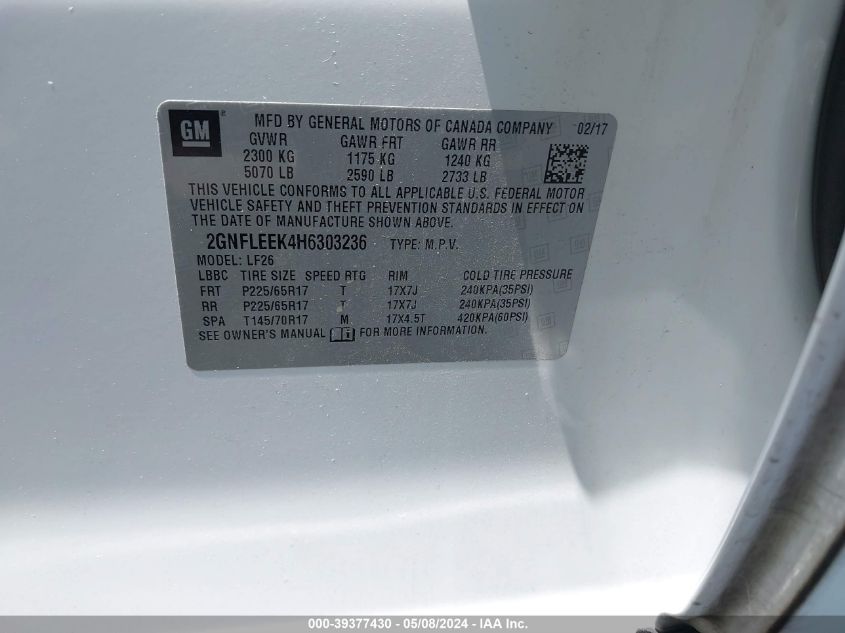 GM
MFD BY GENERAL MOTORS OF CANADA COMPANY 02/17
GVWR GAWR FRT GAWR RR
2300 KG 1175 KG 1240 KG
5070 LB 2590 LB 2733 LB
THIS VEHICLE CONFORMS TO ALL APPLICABLE U.S. FEDERAL MOTOR
VEHICLE SAFETY AND THEFT PREVENTION STANDARDS IN EFFECT ON
THE DATE OF MANUFACTURE SHOWN ABOVE.
2GNFLEEK4H6303236 TYPE: M.P.V.
MODEL: LF26
LBBC TIRE SIZE SPEED RTG RIM COLD TIRE PRESSURE
FRT P225/65R17 T 17X7J 240KPA(35PSI)
RR P225/65R17 T 17X7J 240KPA(35PSI)
SPA T145/70R17 M 17X4.5T 420KPA(60PSI)
SEE OWNER'S MANUAL FOR MORE INFORMATION.
000-39377430 - 05/08/2024 - IAA Inc.